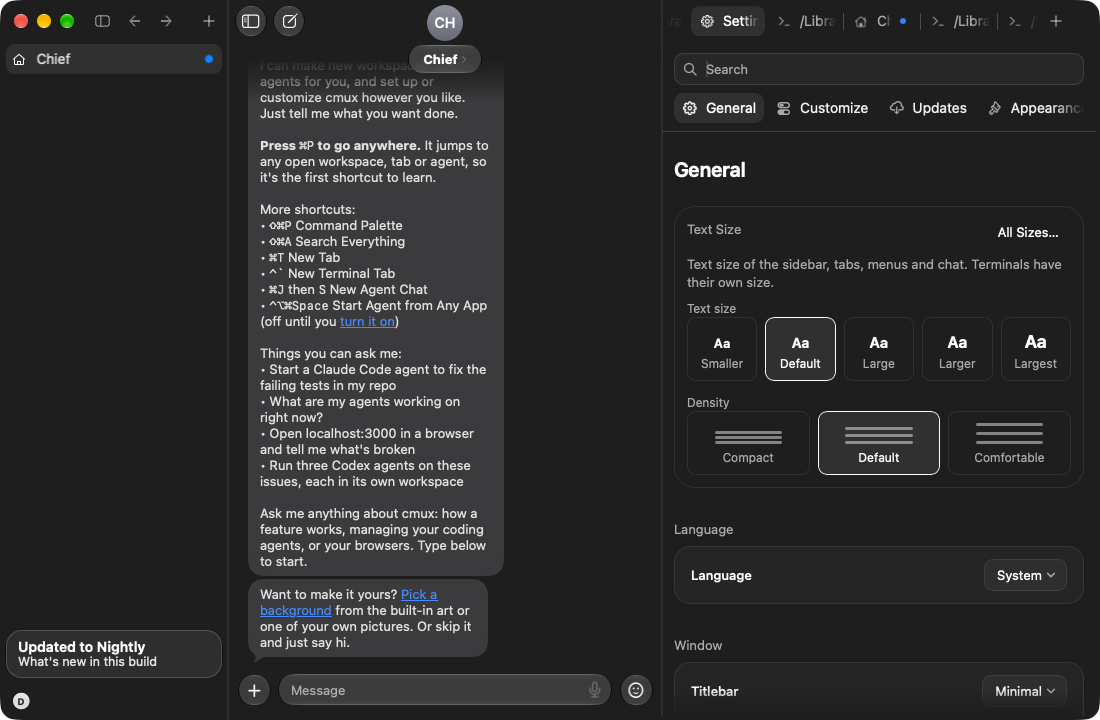 Chief
Updated to Nightly
What's new in this build
D
CH
Chief
I can make new workspac
agents for you, and set up or
customize cmux however you like.
Just tell me what you want done.
Press ⌘P to go anywhere. It jumps to
any open workspace, tab or agent, so
it's the first shortcut to learn.
More shortcuts:
• ⇧⌘P Command Palette
• ⇧⌘A Search Everything
• ⌘T New Tab
• ^` New Terminal Tab
• ⌘J then S New Agent Chat
• ^⌥⌘Space Start Agent from Any App
(off until you turn it on)
Things you can ask me:
• Start a Claude Code agent to fix the
failing tests in my repo
• What are my agents working on
right now?
• Open localhost:3000 in a browser
and tell me what's broken
• Run three Codex agents on these
issues, each in its own workspace
Ask me anything about cmux: how a
feature works, managing your coding
agents, or your browsers. Type below
to start.
Want to make it yours? Pick a
background from the built-in art or
one of your own pictures. Or skip it
and just say hi.
Message
Settin /Libra Ch /Libra
Search
General Customize Updates Appearanc
General
Text Size
All Sizes...
Text size of the sidebar, tabs, menus and chat. Terminals have
their own size.
Text size
Aa Aa Aa Aa Aa
Smaller Default Large Larger Largest
Density
Compact Default Comfortable
Language
Language System
Window
Titlebar Minimal